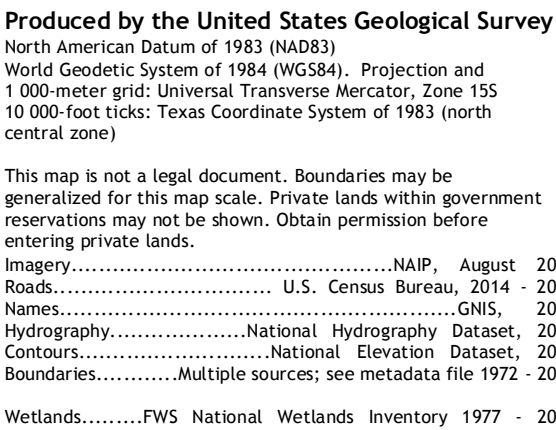 Produced by the United States Geological Survey
North American Datum of 1983 (NAD83)
World Geodetic System of 1984 (WGS84).  Projection and
1 000-meter grid: Universal Transverse Mercator, Zone 15S
10 000-foot ticks: Texas Coordinate System of 1983 (north
central zone)
This map is not a legal document. Boundaries may be
generalized for this map scale. Private lands within government
reservations may not be shown. Obtain permission before
entering private lands.
Imagery..........................................NAIP, August 20
Roads............................. U.S. Census Bureau, 2014 - 20
Names....................................................GNIS, 20
Hydrography...................National Hydrography Dataset, 20
Contours.........................National Elevation Dataset, 20
Boundaries...........Multiple sources; see metadata file 1972 - 20
Wetlands.........FWS National Wetlands Inventory 1977 - 20